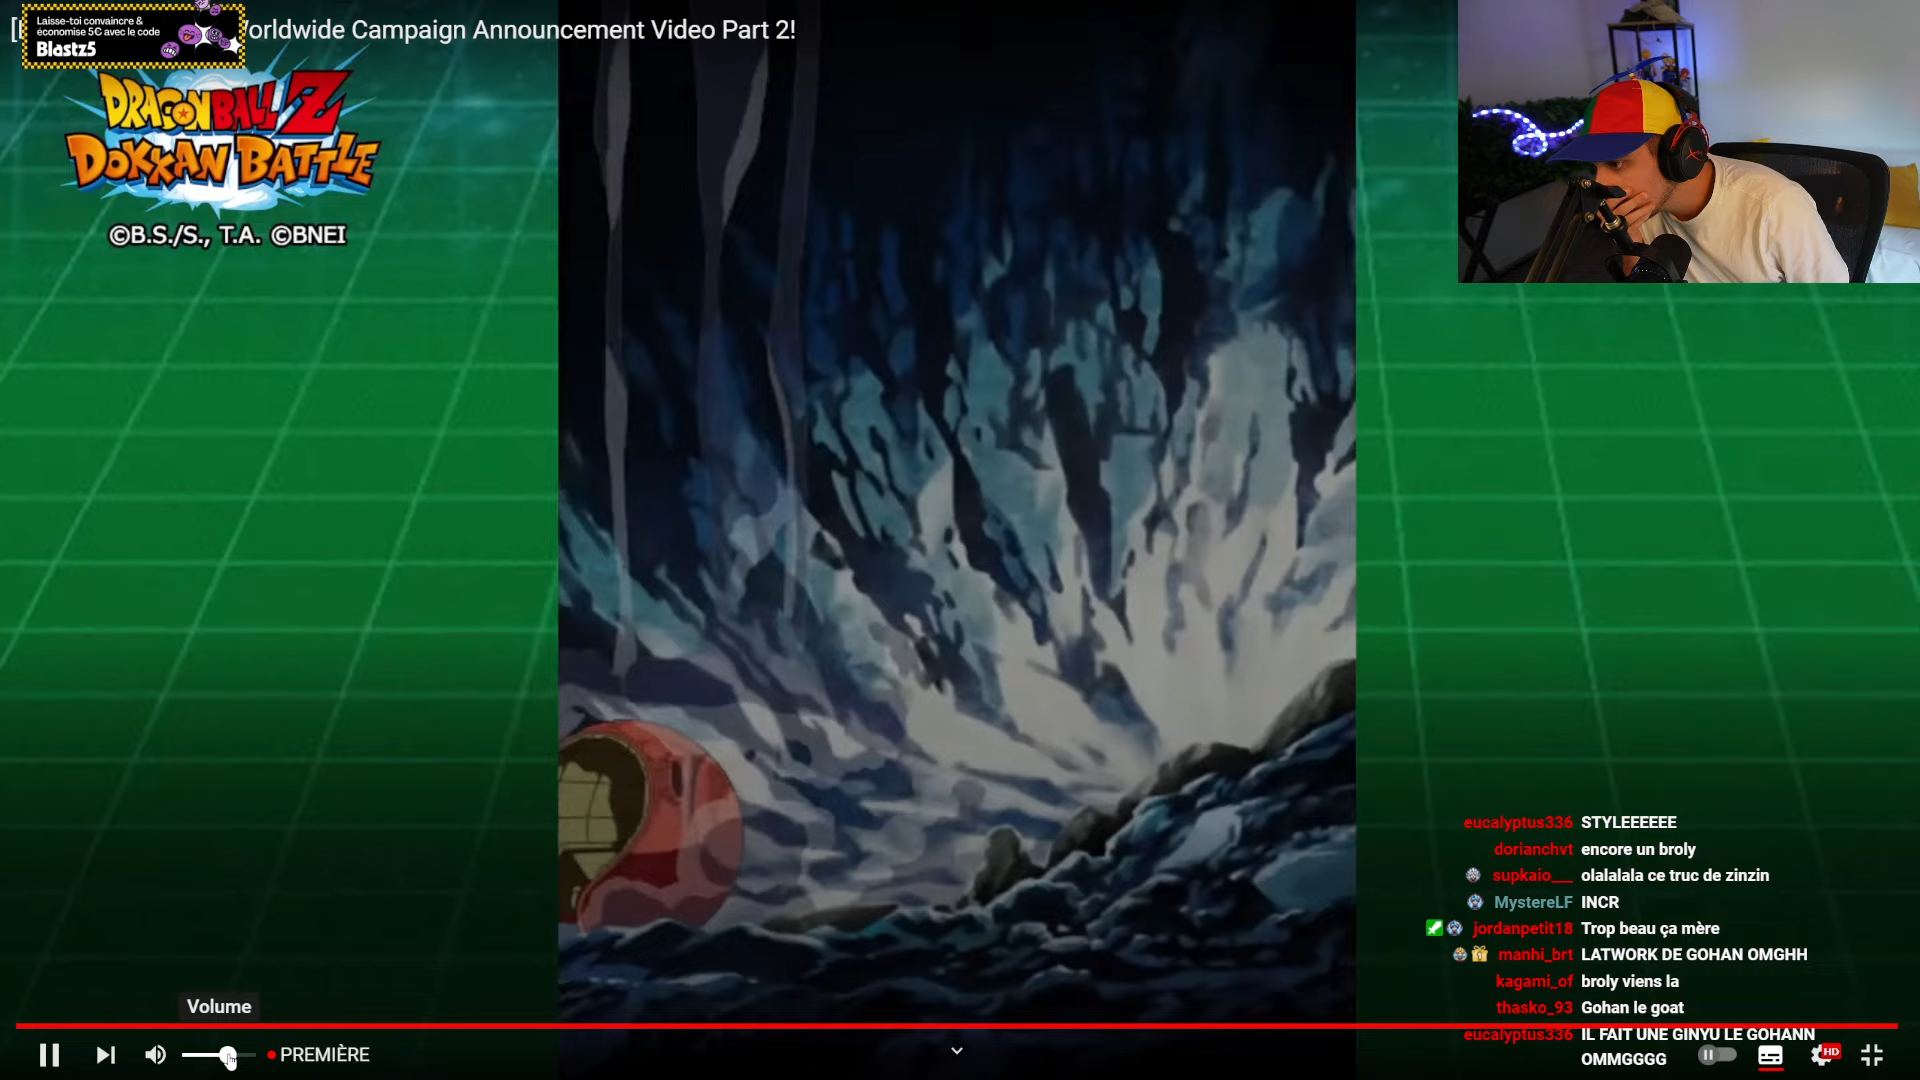 [
orldwide Campaign Announcement Video Part 2!
Laisse-toi convaincre &
économise 5€ avec le code
Blastz5
DRAGONBALL Z
DOKKAN BATTLE
©B.S./S., T.A. ©BNEI
eucalyptus336 STYLEEEEEE
dorianchvt encore un broly
supkaio___ olalalala ce truc de zinzin
MystereLF INCR
jordanpetit18 Trop beau ça mère
manhi_brt LATWORK DE GOHAN OMGHH
kagami_of broly viens la
thasko_93 Gohan le goat
eucalyptus336 IL FAIT UNE GINYU LE GOHANN
OMMGGGG
Volume
PREMIÈRE
HD